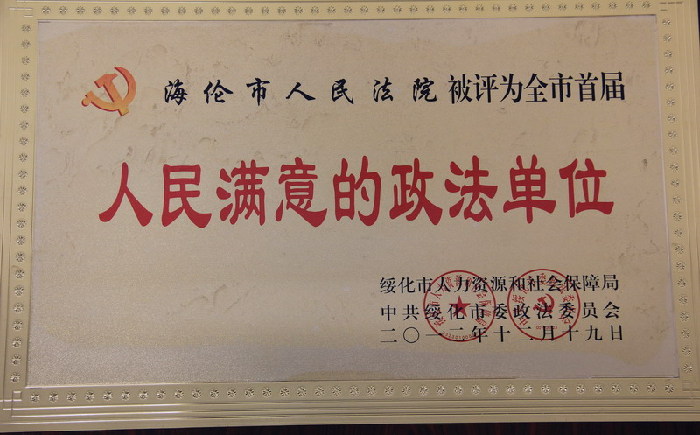 海伦市人民法院被评为全市首届
人民满意的政法单位
绥化市人力资源和社会保障局
中共绥化市委政法委员会
二〇一二年十二月十九日